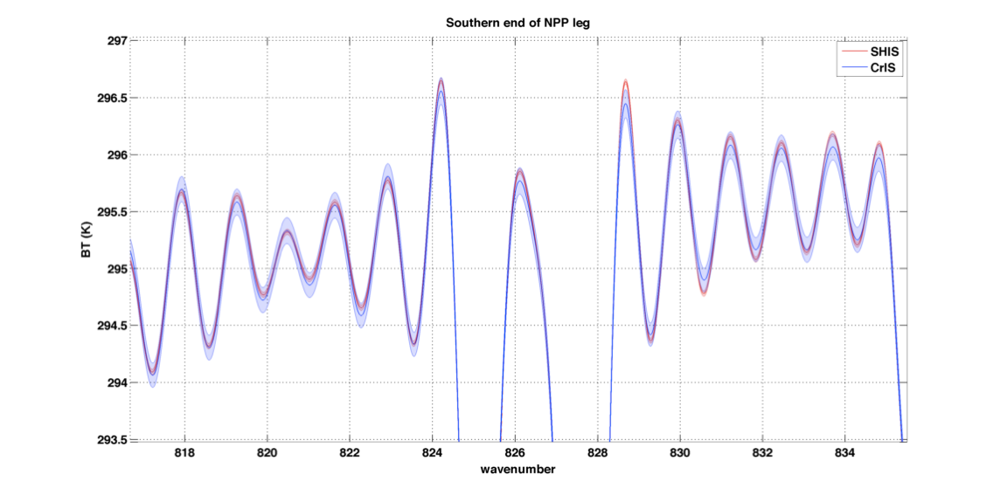 Southern end of NPP leg
297
296.5
296
295.5
295
294.5
294
293.5
BT (K)
SHIS
CrIS
818 820 822 824 826 828 830 832 834
wavenumber